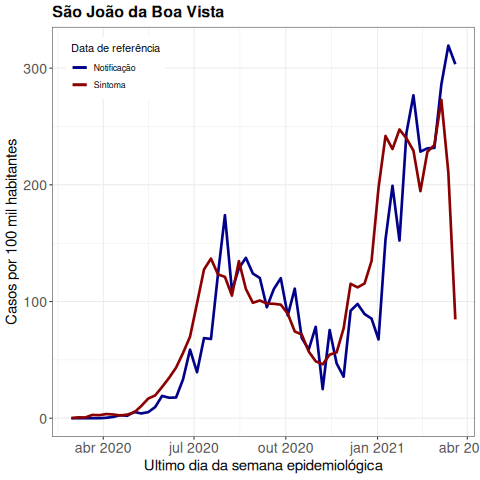 São João da Boa Vista
Data de referência
Notificação
Sintoma
Casos por 100 mil habitantes
300
200
100
0
abr 2020
jul 2020
out 2020
jan 2021
abr 20
Ultimo dia da semana epidemiológica